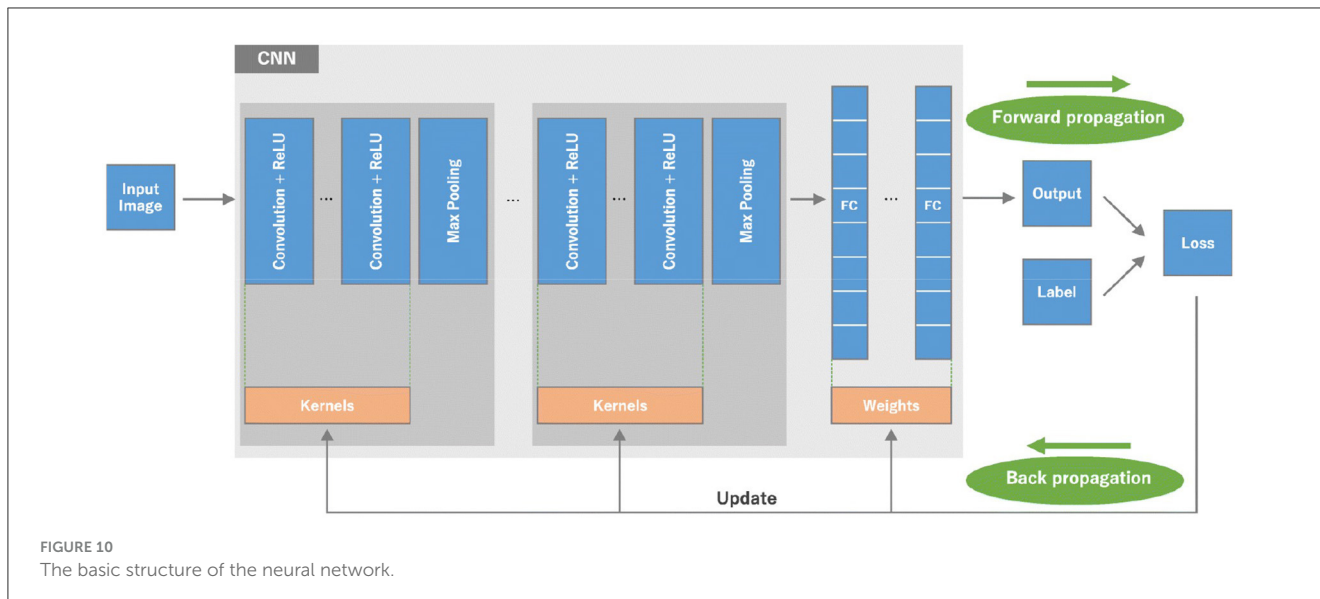 CNN
Forward propagation
Input
Image
Convolution + ReLU
...
Convolution + ReLU
Max Pooling
...
Convolution + ReLU
...
Convolution + ReLU
Max Pooling
FC
...
FC
Output
Label
Loss
Kernels
Kernels
Weights
Back propagation
Update
FIGURE 10
The basic structure of the neural network.